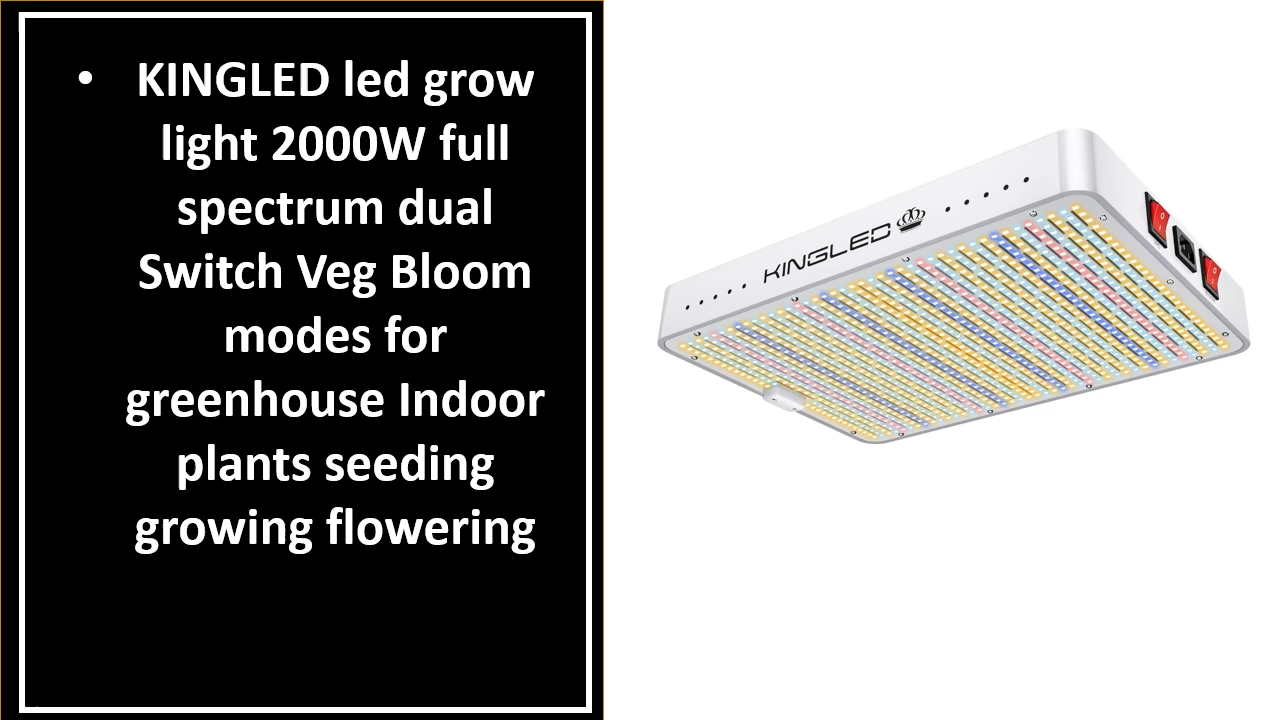 • KINGLED led grow
light 2000W full
spectrum dual
Switch Veg Bloom
modes for
greenhouse Indoor
plants seeding
growing flowering
KINGLED